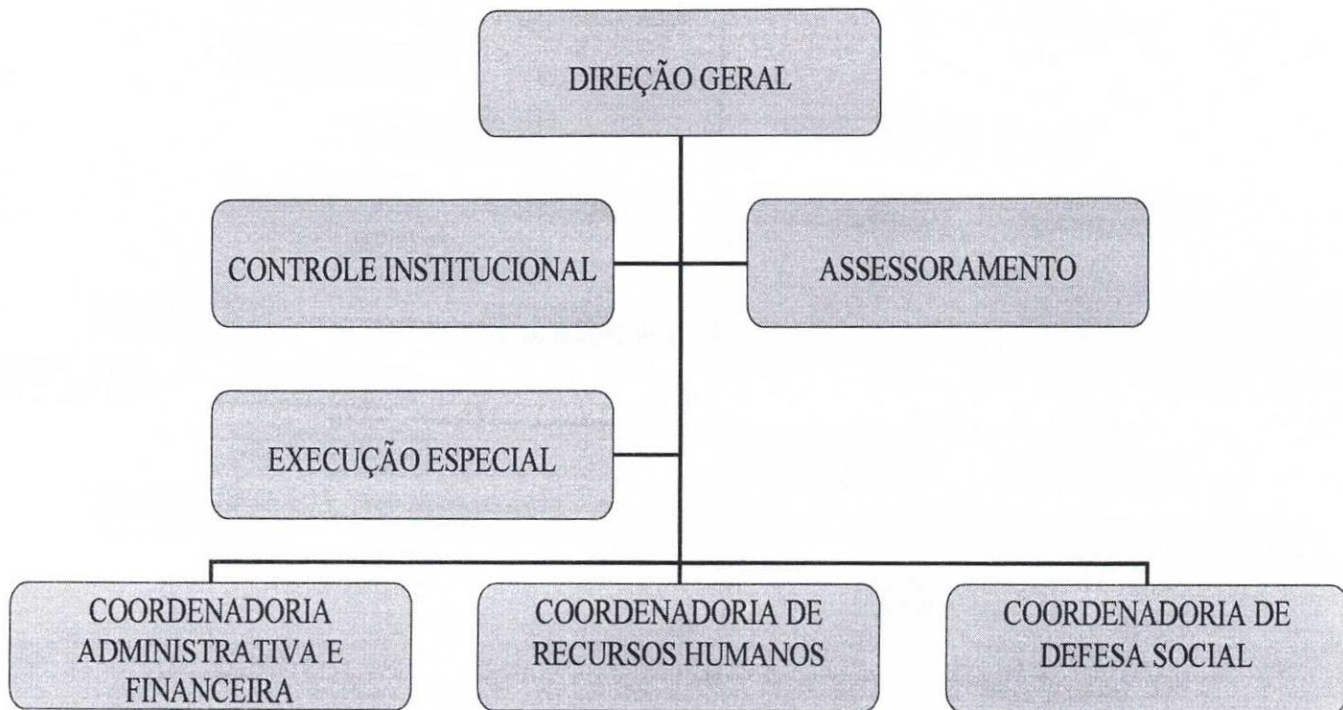 DIREÇÃO GERAL
CONTROLE INSTITUCIONAL
ASSESSORAMENTO
EXECUÇÃO ESPECIAL
COORDENADORIA
ADMINISTRATIVA E
FINANCEIRA
COORDENADORIA DE
RECURSOS HUMANOS
COORDENADORIA DE
DEFESA SOCIAL